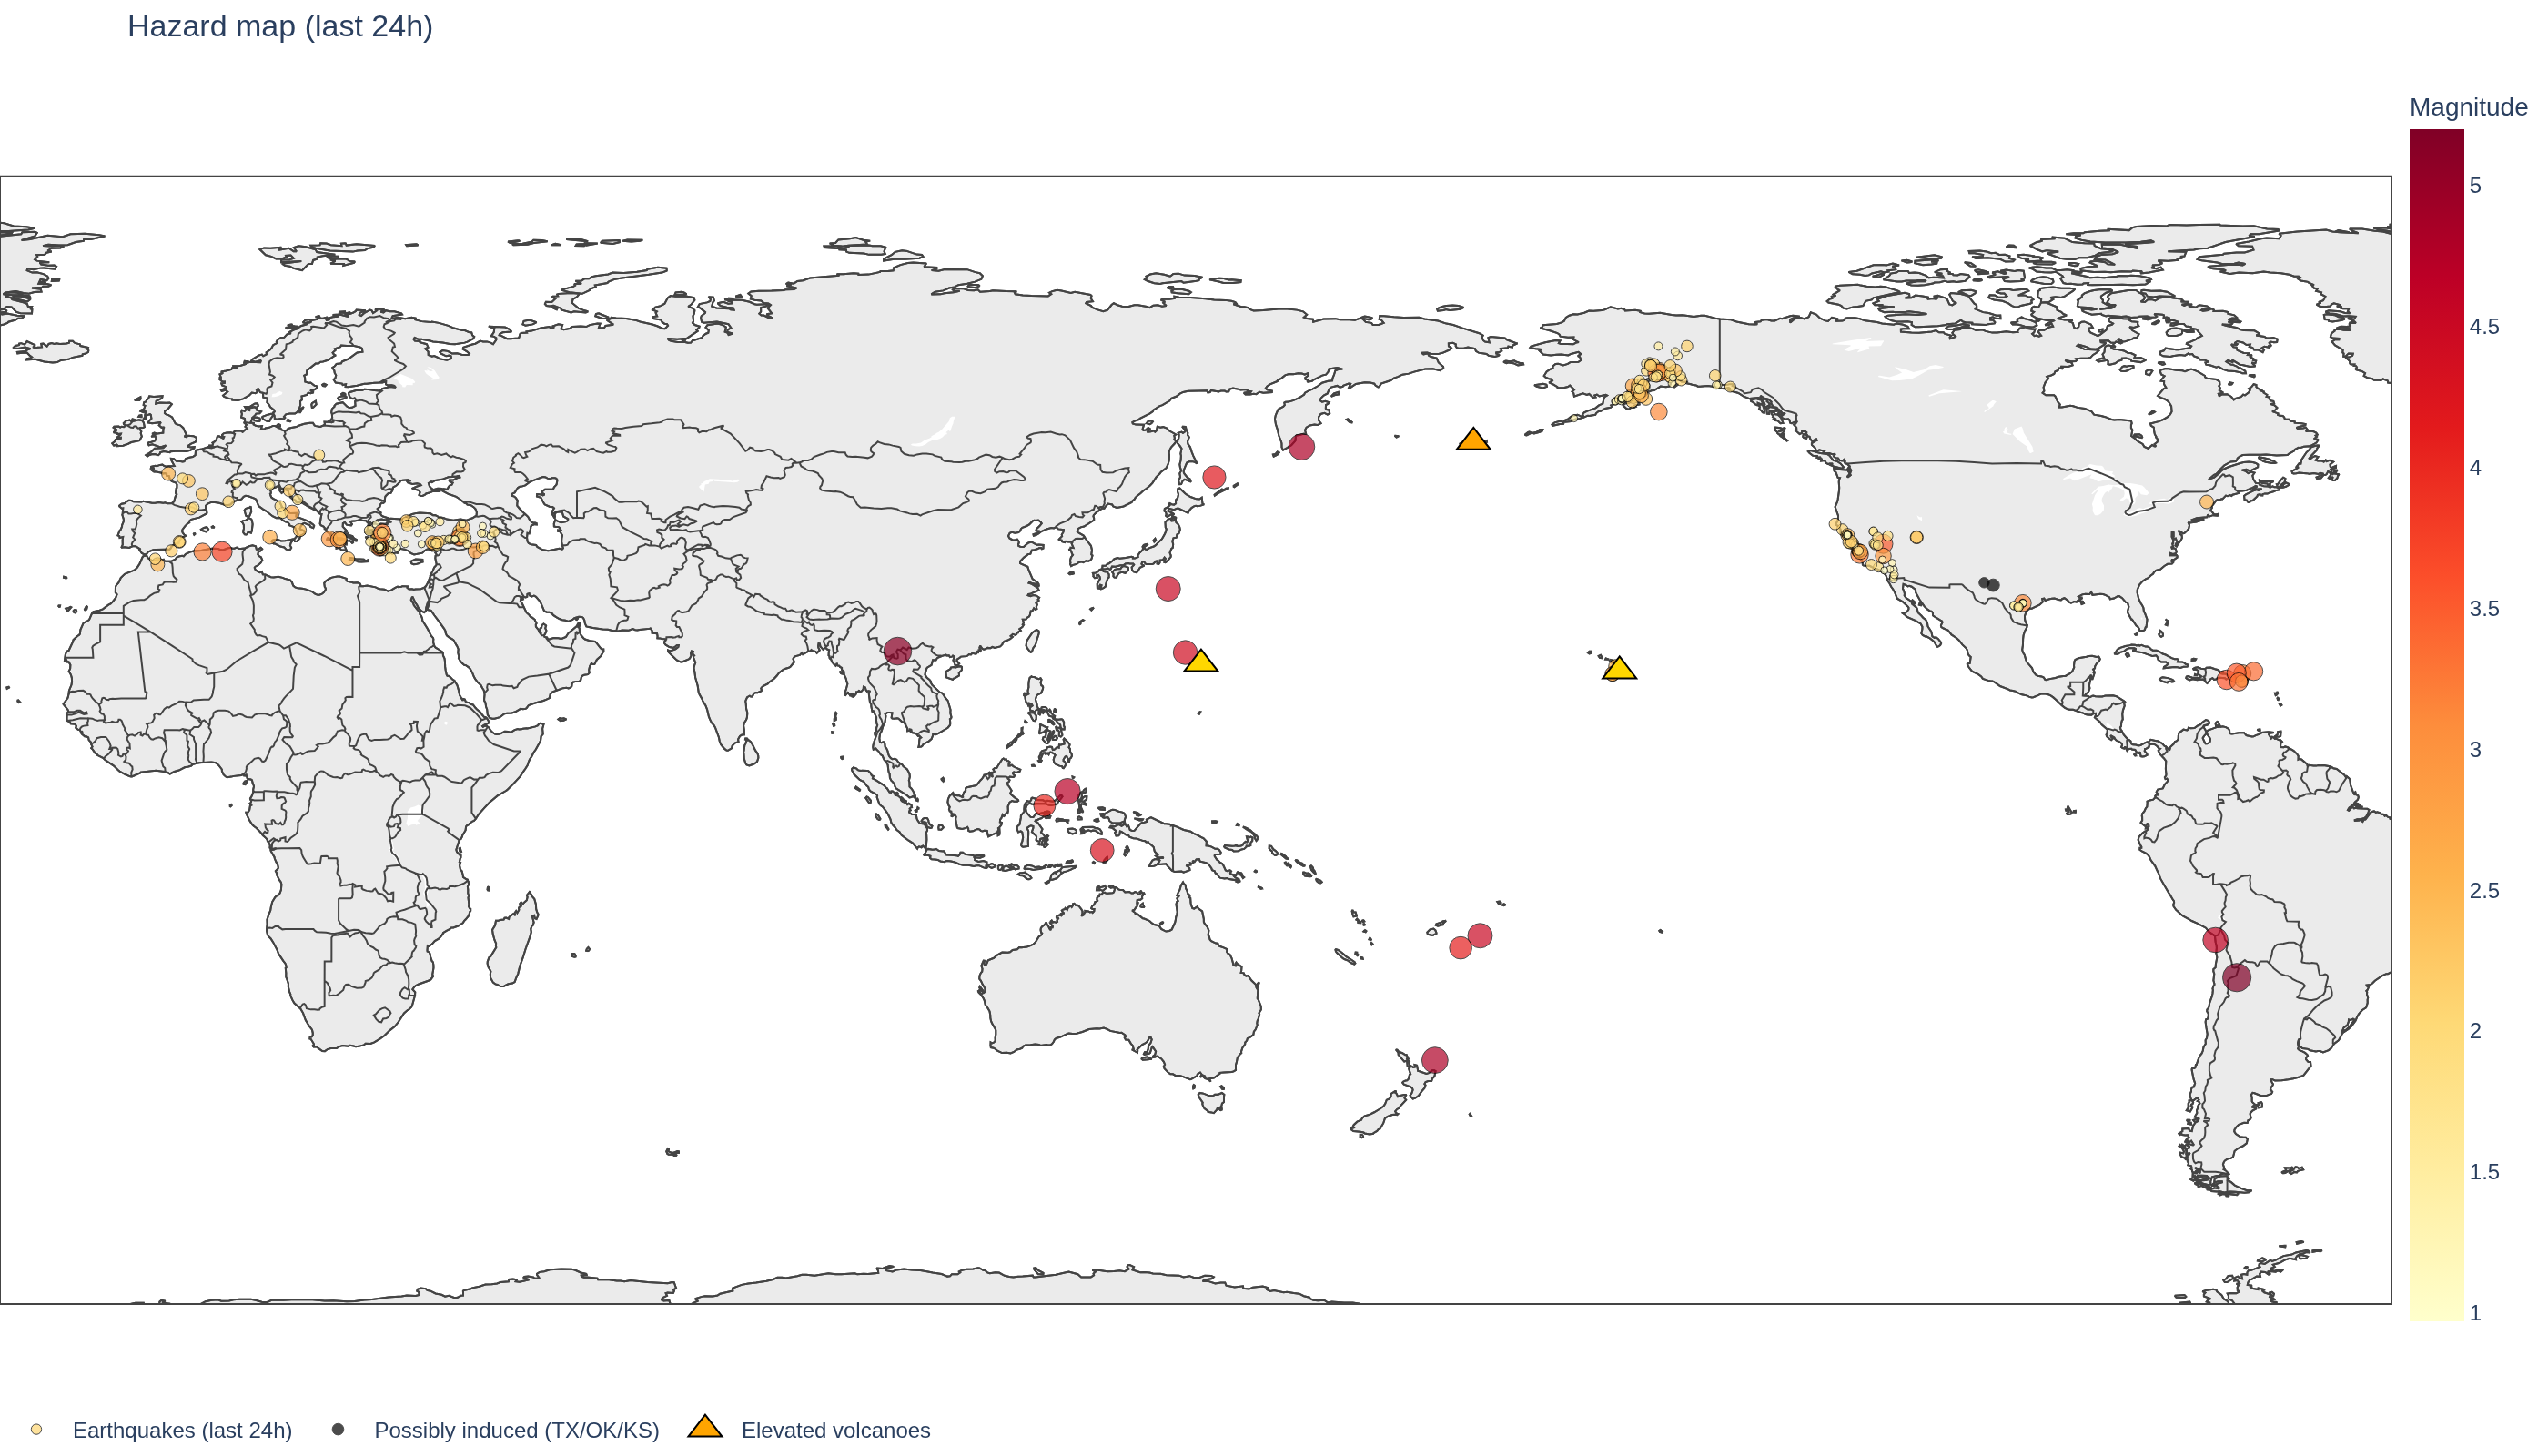 Hazard map (last 24h)
Magnitude
5
4.5
4
3.5
3
2.5
2
1.5
1
Earthquakes (last 24h)
Possibly induced (TX/OK/KS)
Elevated volcanoes